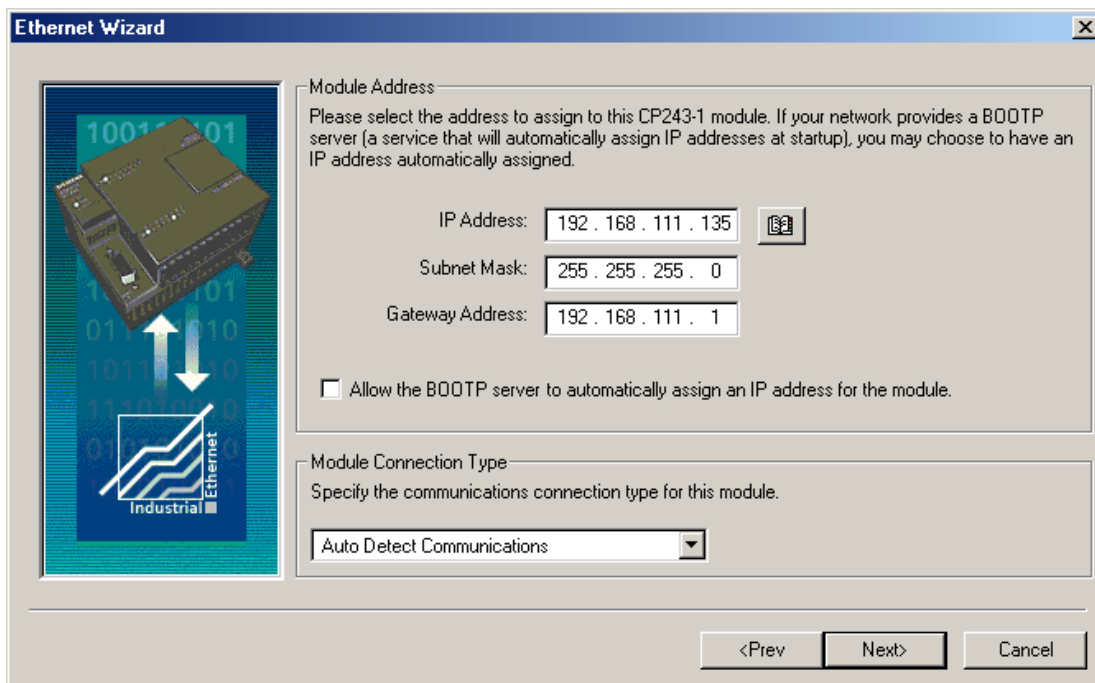 Ethernet Wizard
Module Address
Please select the address to assign to this CP243-1 module. If your network provides a BOOTP
server (a service that will automatically assign IP addresses at startup), you may choose to have an
IP address automatically assigned.
IP Address: 192 . 168 . 111 . 135
Subnet Mask: 255 . 255 . 255 . 0
Gateway Address: 192 . 168 . 111 . 1
Allow the BOOTP server to automatically assign an IP address for the module.
Industrial Ethernet
Module Connection Type
Specify the communications connection type for this module.
Auto Detect Communications
<Prev Next> Cancel